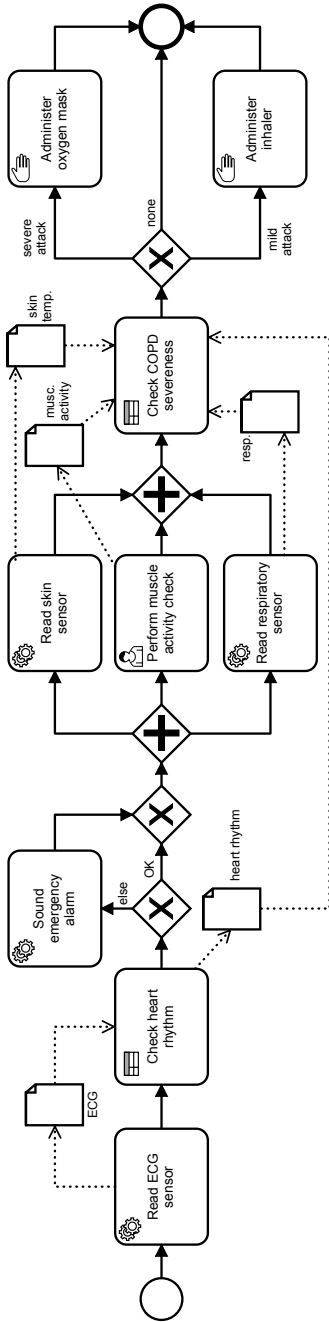 Read ECG
sensor
ECG
Check heart
rhythm
heart rhythm
Sound
emergency
alarm
else
OK
Read skin
sensor
Perform muscle
activity check
Read respiratory
sensor
skin
temp.
musc.
activity
resp.
Check COPD
severeness
severe
attack
none
mild
attack
Administer
oxygen mask
Administer
inhaler